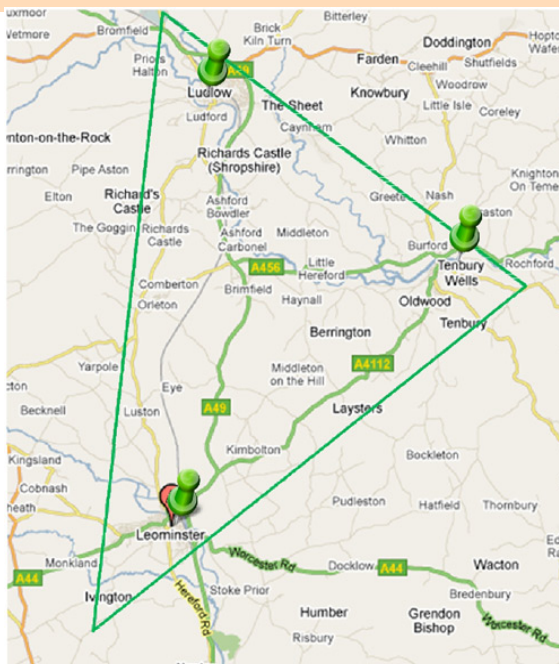 Bromfield
Bitterley
Brick
Kiln Turn
Doddington
Farden
Shutfields
Cleehill
Priors
Halton
Woodrow
Ludlow
Knowbury
Little Isle
The Sheet
Coreley
Ludford
Caynham
Whitton
Richards Castle
(Shropshire)
Pipe Aston
Elton
Richard's
Castle
Nash
Greete
Knighton
On Teme
Ashford
Bowdler
The Goggin
Richards
Castle
Ashford
Carbonel
Middleton
Burford
Rochford
A456
Little
Hereford
Tenbury
Wells
Comberton
Brimfield
Haynall
Oldwood
Orleton
Berrington
Tenbury
Yarpole
Middleton
on the Hill
A4112
Eye
Becknell
Luston
A49
Laysters
Kimbolton
Bockleton
Kingsland
Cobnash
Pudleston
Hatfield
Thornbury
Leominster
Monkland
Worcester Rd
Docklow
A44
Wacton
A44
Ivington
Stoke Prior
Bredenbury
Hereford Rd
Humber
Grendon
Bishop
Worcester Rd
Risbury